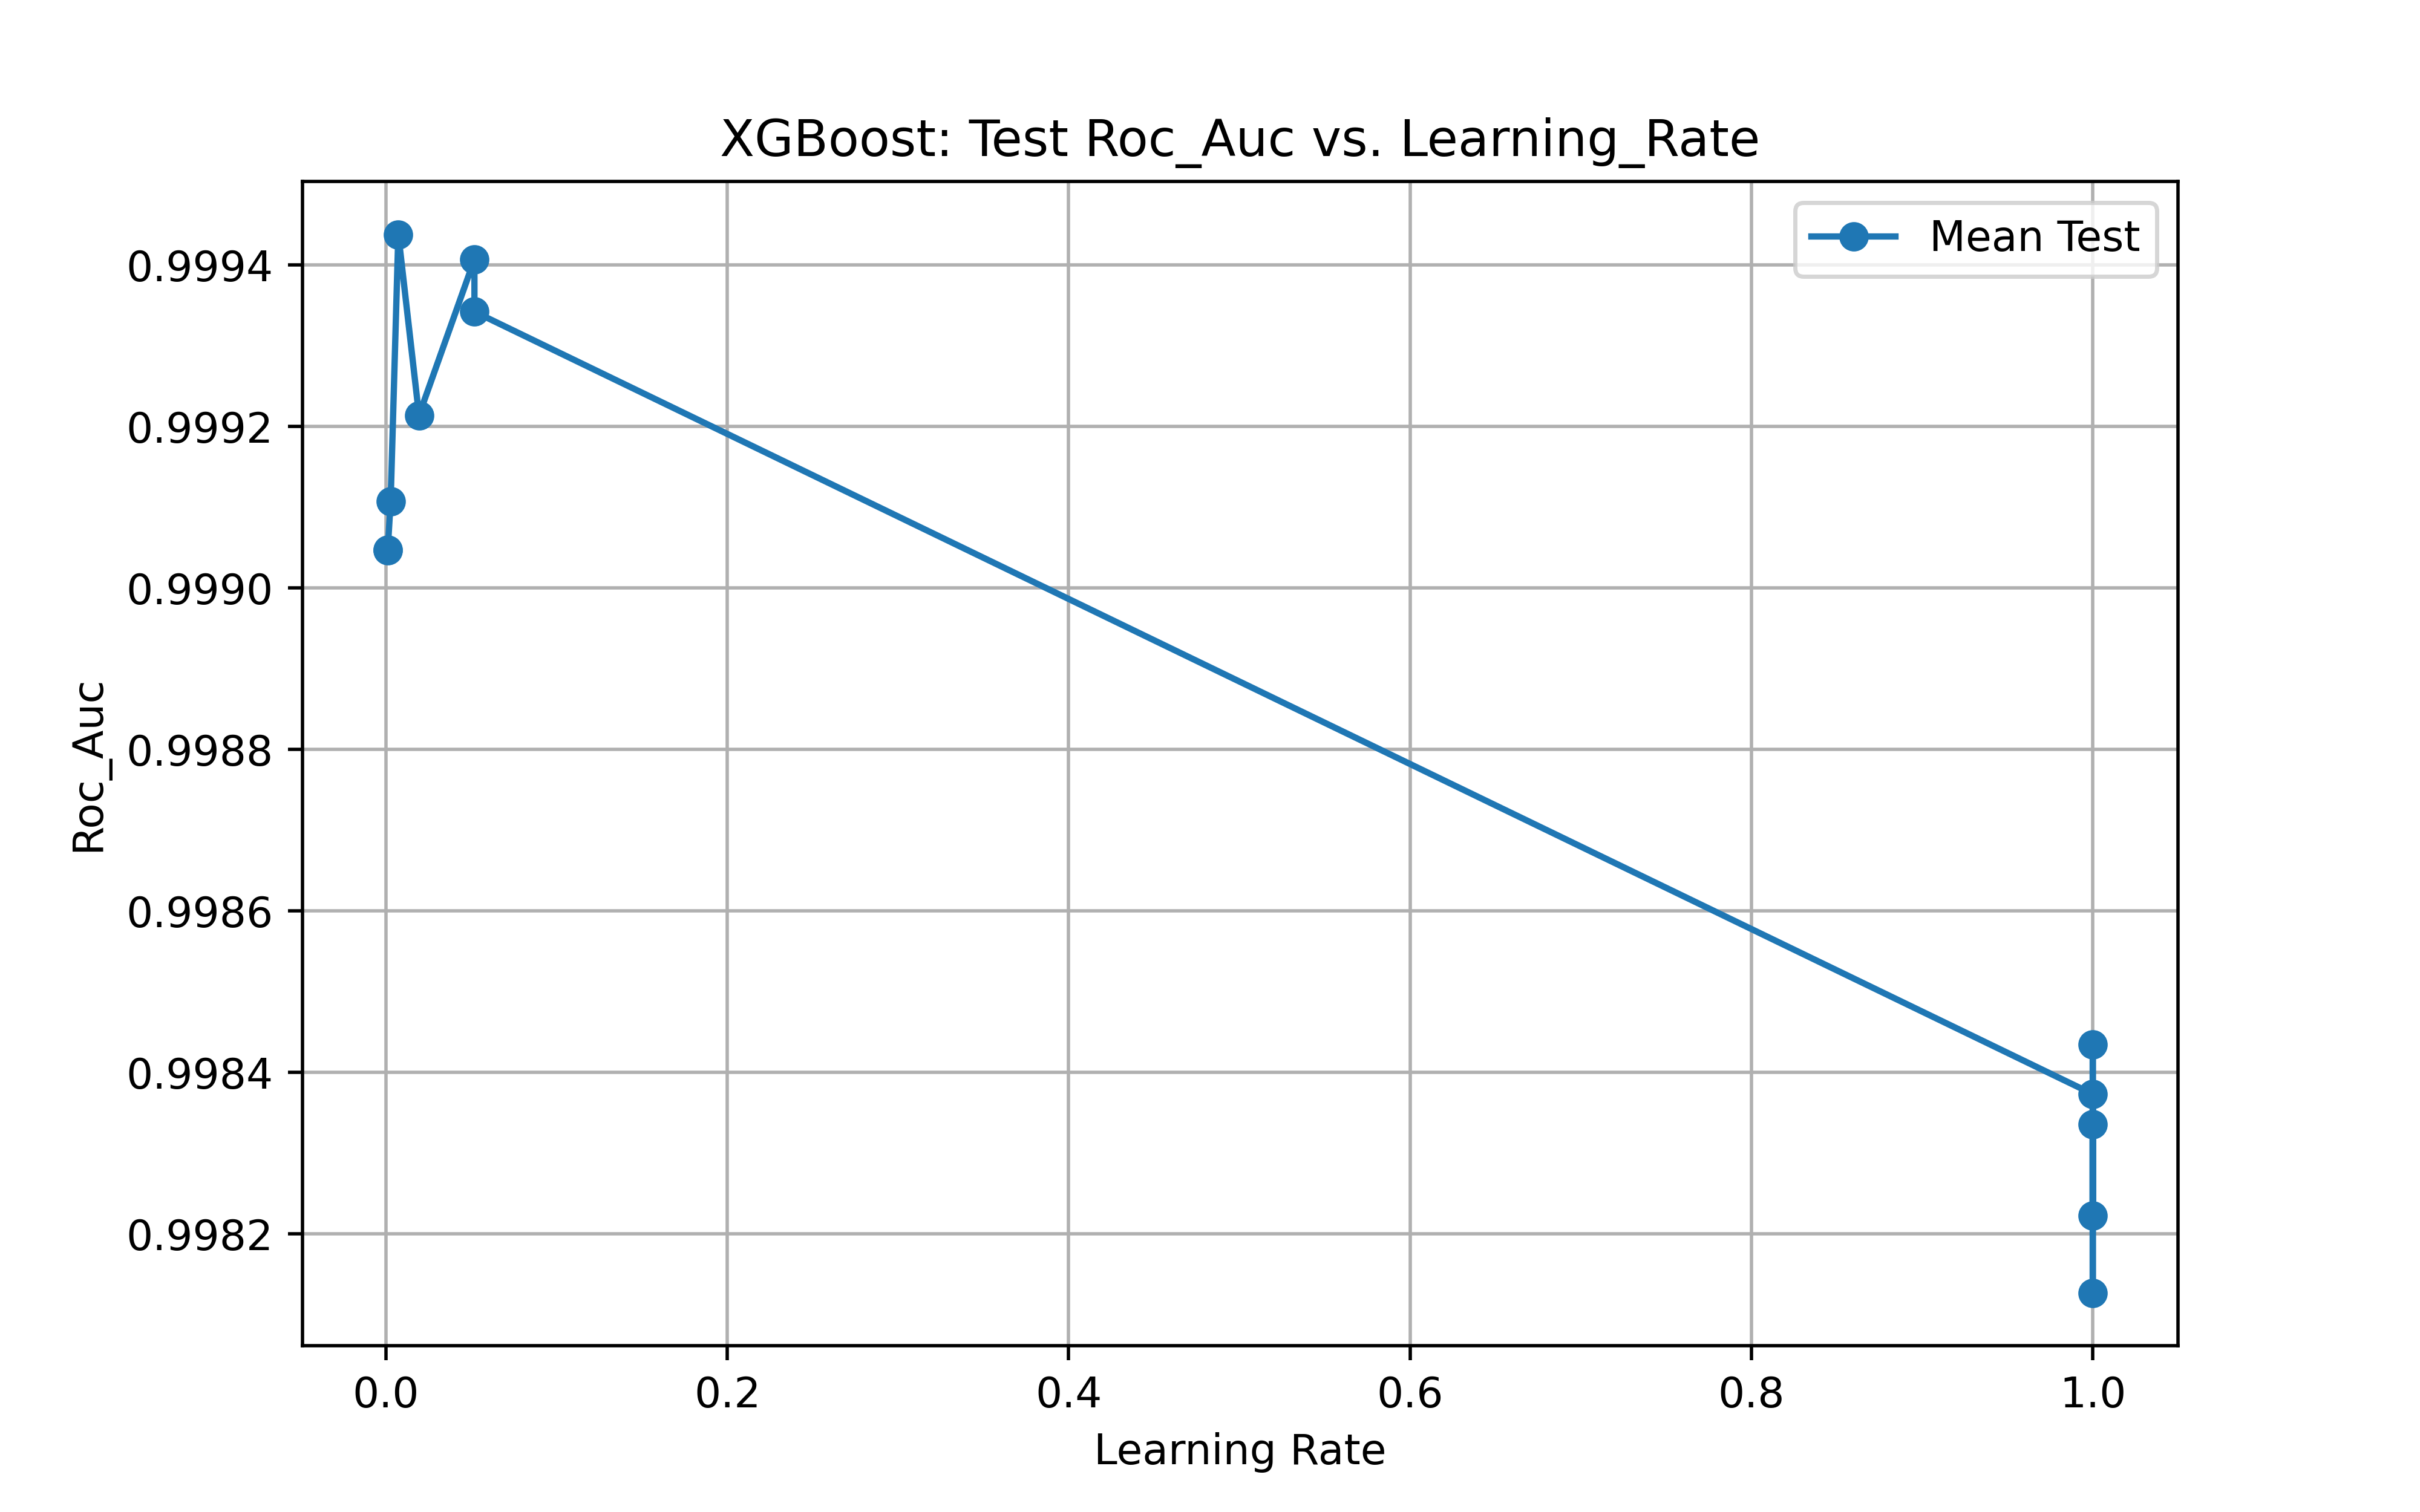 XGBoost: Test Roc_Auc vs. Learning_Rate
Mean Test
Roc_Auc
0.9994
0.9992
0.9990
0.9988
0.9986
0.9984
0.9982
0.0 0.2 0.4 0.6 0.8 1.0
Learning Rate